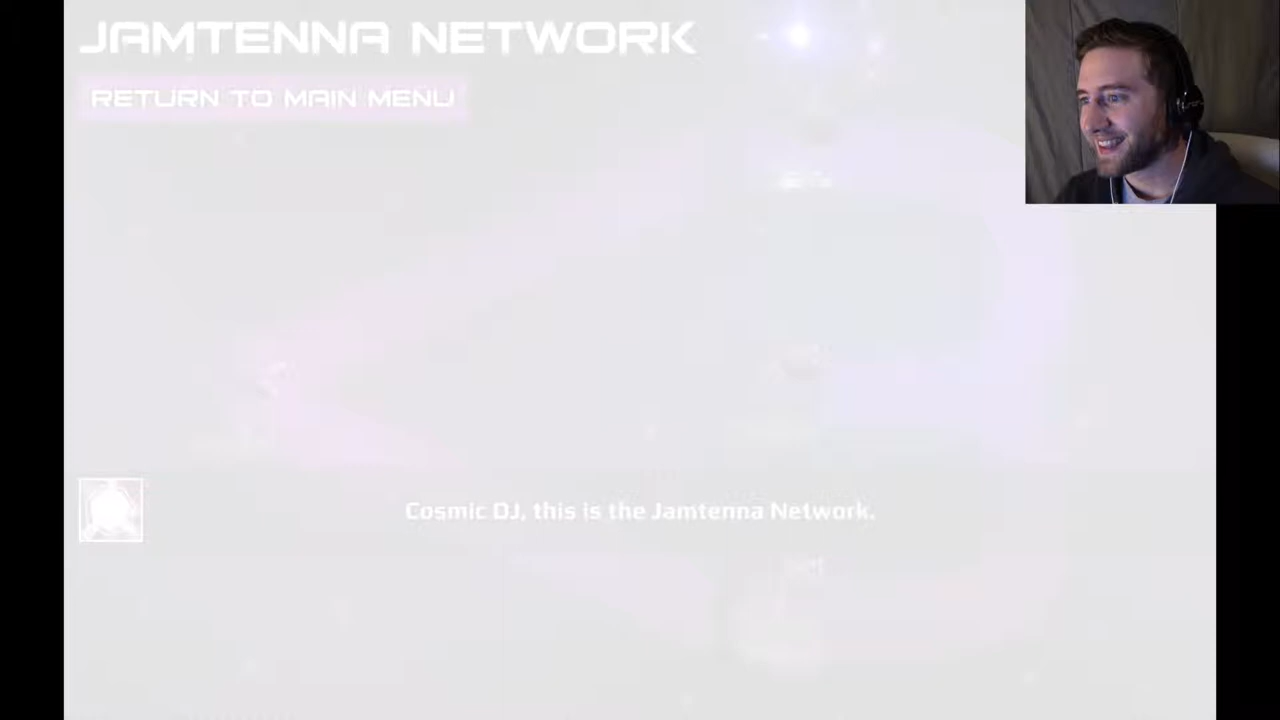 JAMTENNA NETWORK
RETURN TO MAIN MENU
Cosmic DJ, this is the Jamtenna Network.